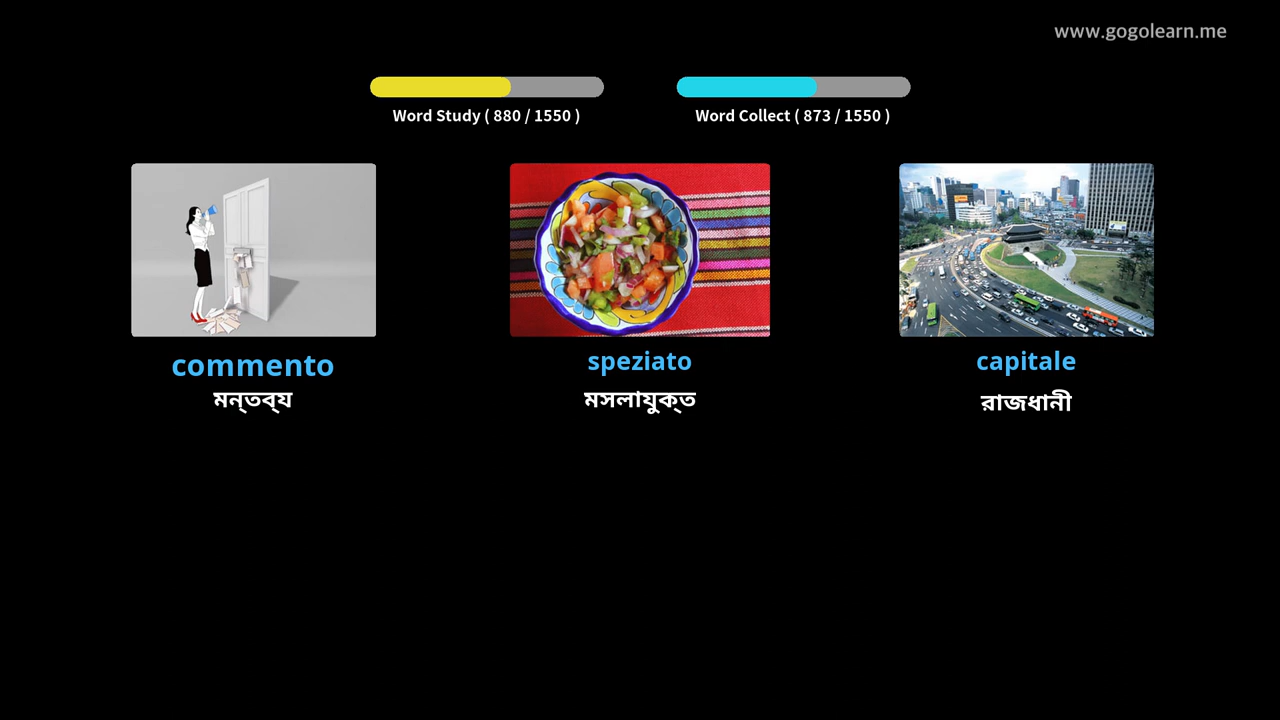 www.gogolearn.me
Word Study ( 880 / 1550 )
Word Collect ( 873 / 1550 )
commento
speziato
capitale
মন্তব্য
মসলাযুক্ত
রাজধানী